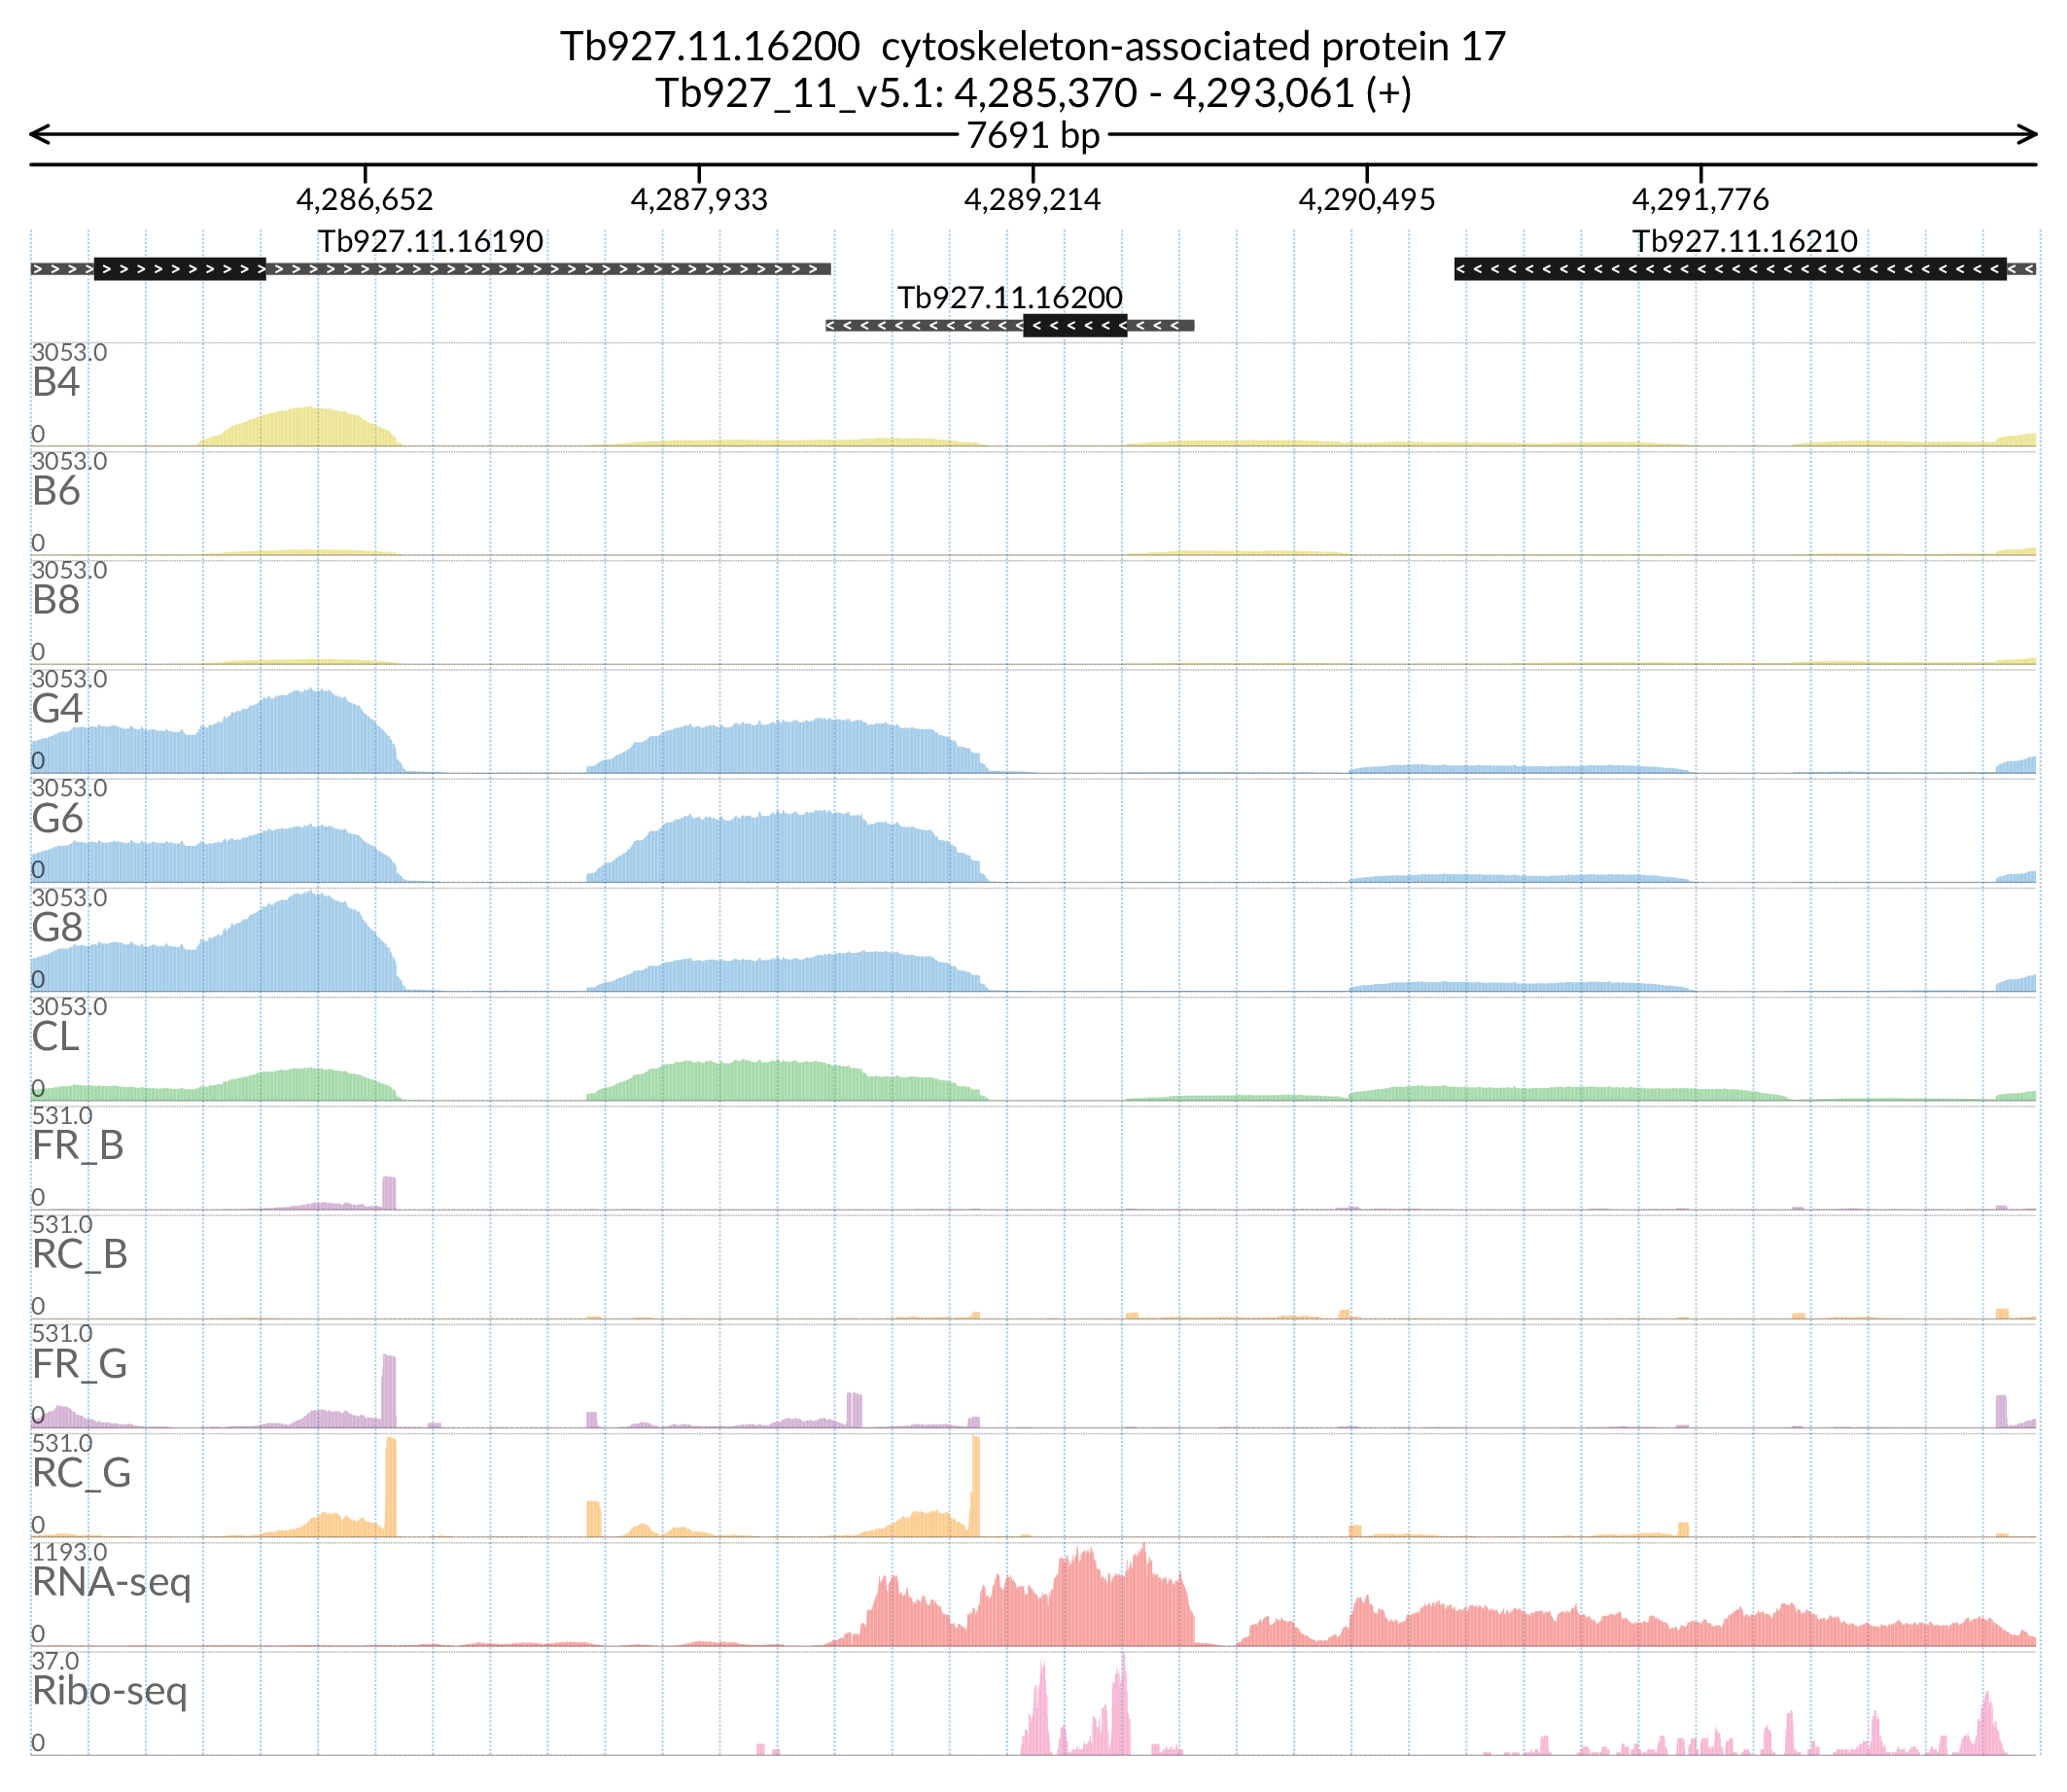 Tb927.11.16200 cytoskeleton-associated protein 17
Tb927_11_v5.1: 4,285,370 - 4,293,061 (+)
7691 bp
4,286,652 4,287,933 4,289,214 4,290,495 4,291,776
Tb927.11.16190 Tb927.11.16210
Tb927.11.16200
3053.0
B4
0
3053.0
B6
0
3053.0
B8
0
3053.0
G4
0
3053.0
G6
0
3053.0
G8
0
3053.0
CL
0
531.0
FR_B
0
531.0
RC_B
0
531.0
FR_G
0
531.0
RC_G
0
1193.0
RNA-seq
0
37.0
Ribo-seq
0